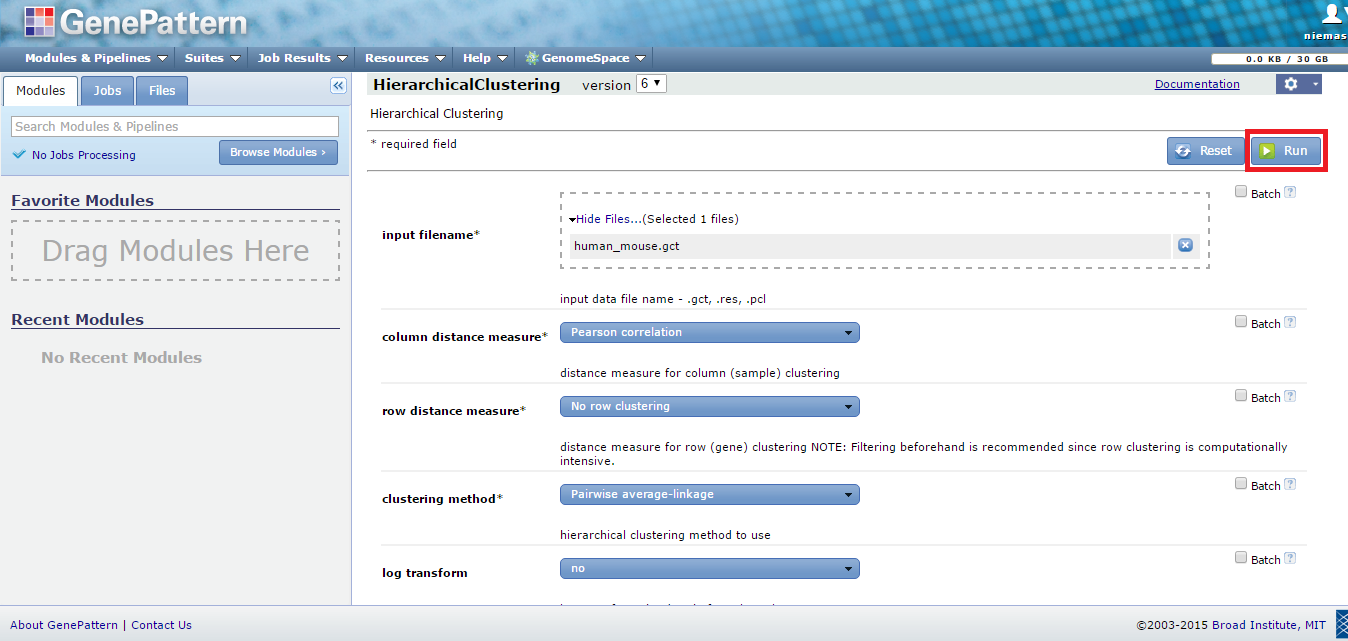 GenePattern
niemas
Modules & Pipelines Suites Job Results Resources Help GenomeSpace
0.0 KB / 30 GB
Modules Jobs Files
«
Search Modules & Pipelines
No Jobs Processing
Browse Modules ›
Favorite Modules
Drag Modules Here
Recent Modules
No Recent Modules
HierarchicalClustering version 6
Documentation
Hierarchical Clustering
* required field
Reset Run
Batch ?
input filename*
Hide Files...(Selected 1 files)
human_mouse.gct
input data file name - .gct, .res, .pcl
Batch ?
column distance measure* Pearson correlation
distance measure for column (sample) clustering
Batch ?
row distance measure* No row clustering
distance measure for row (gene) clustering NOTE: Filtering beforehand is recommended since row clustering is computationally
intensive.
Batch ?
clustering method* Pairwise average-linkage
hierarchical clustering method to use
Batch ?
log transform no
About GenePattern | Contact Us
©2003-2015 Broad Institute, MIT